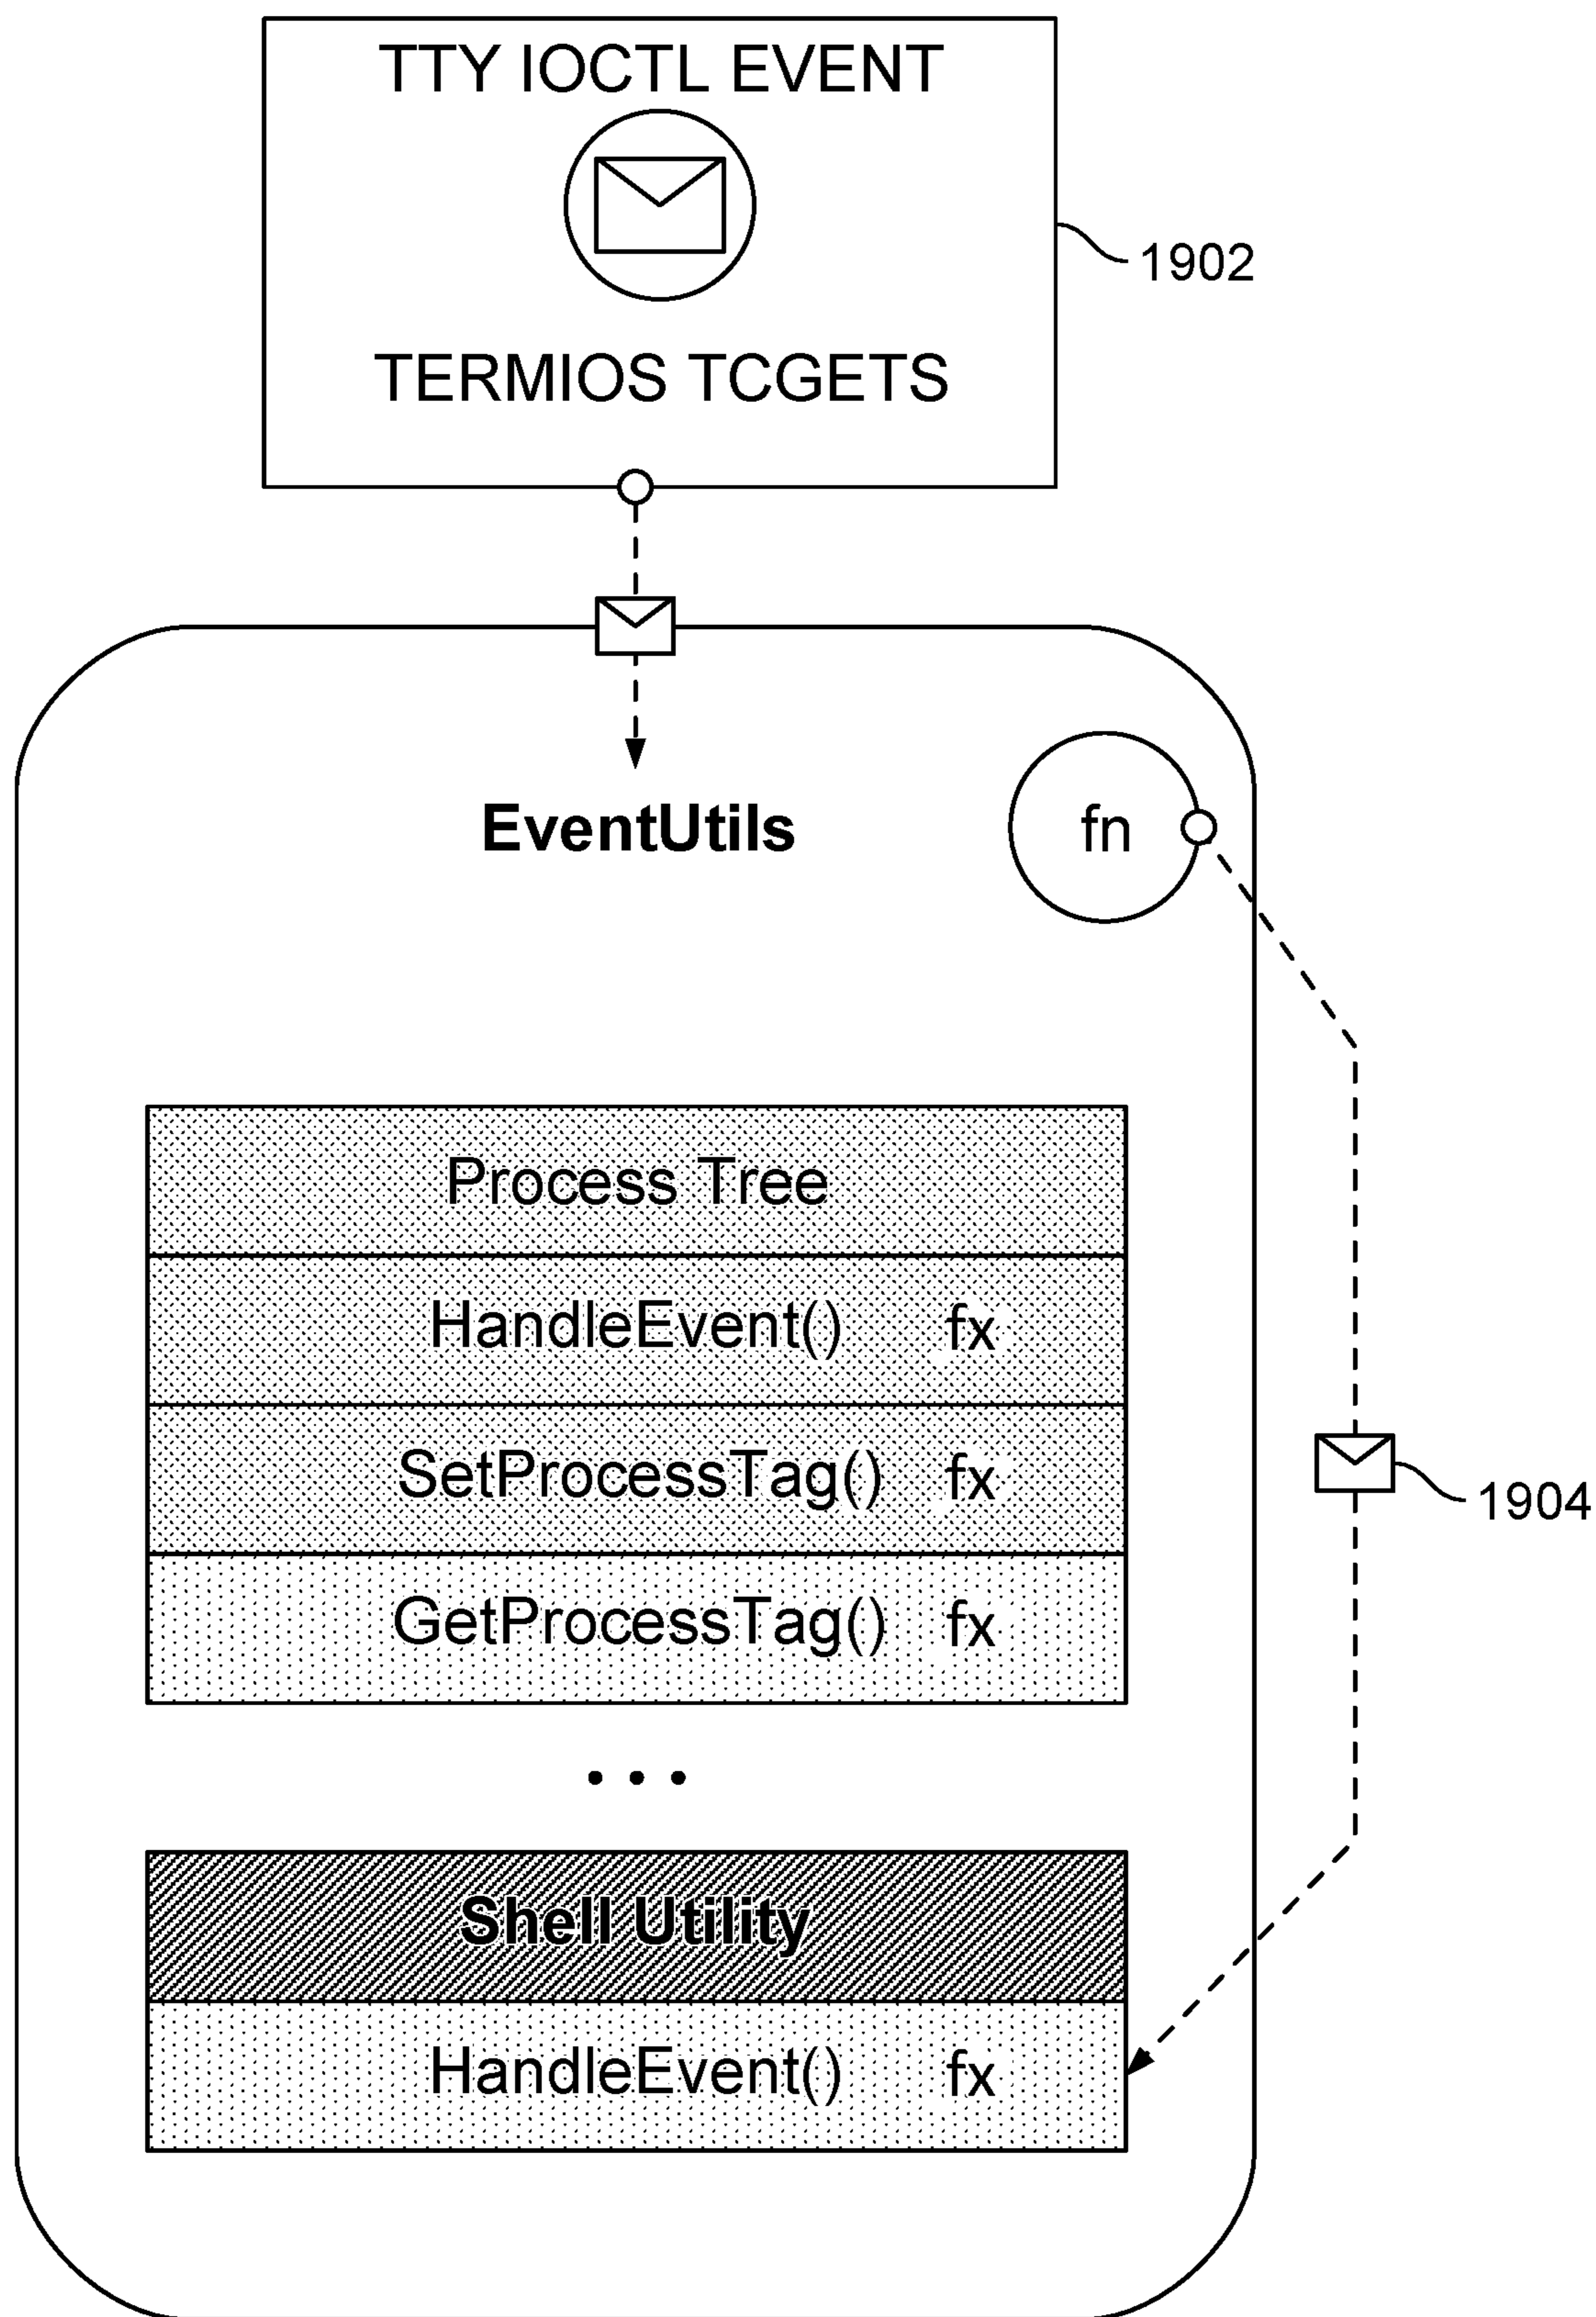 TTY IOCTL EVENT
1902
TERMIOS TCGETS
EventUtils
fn
Process Tree
HandleEvent() fx
SetProcessTag() fx
1904
GetProcessTag() fx
...
Shell Utility
HandleEvent() fx